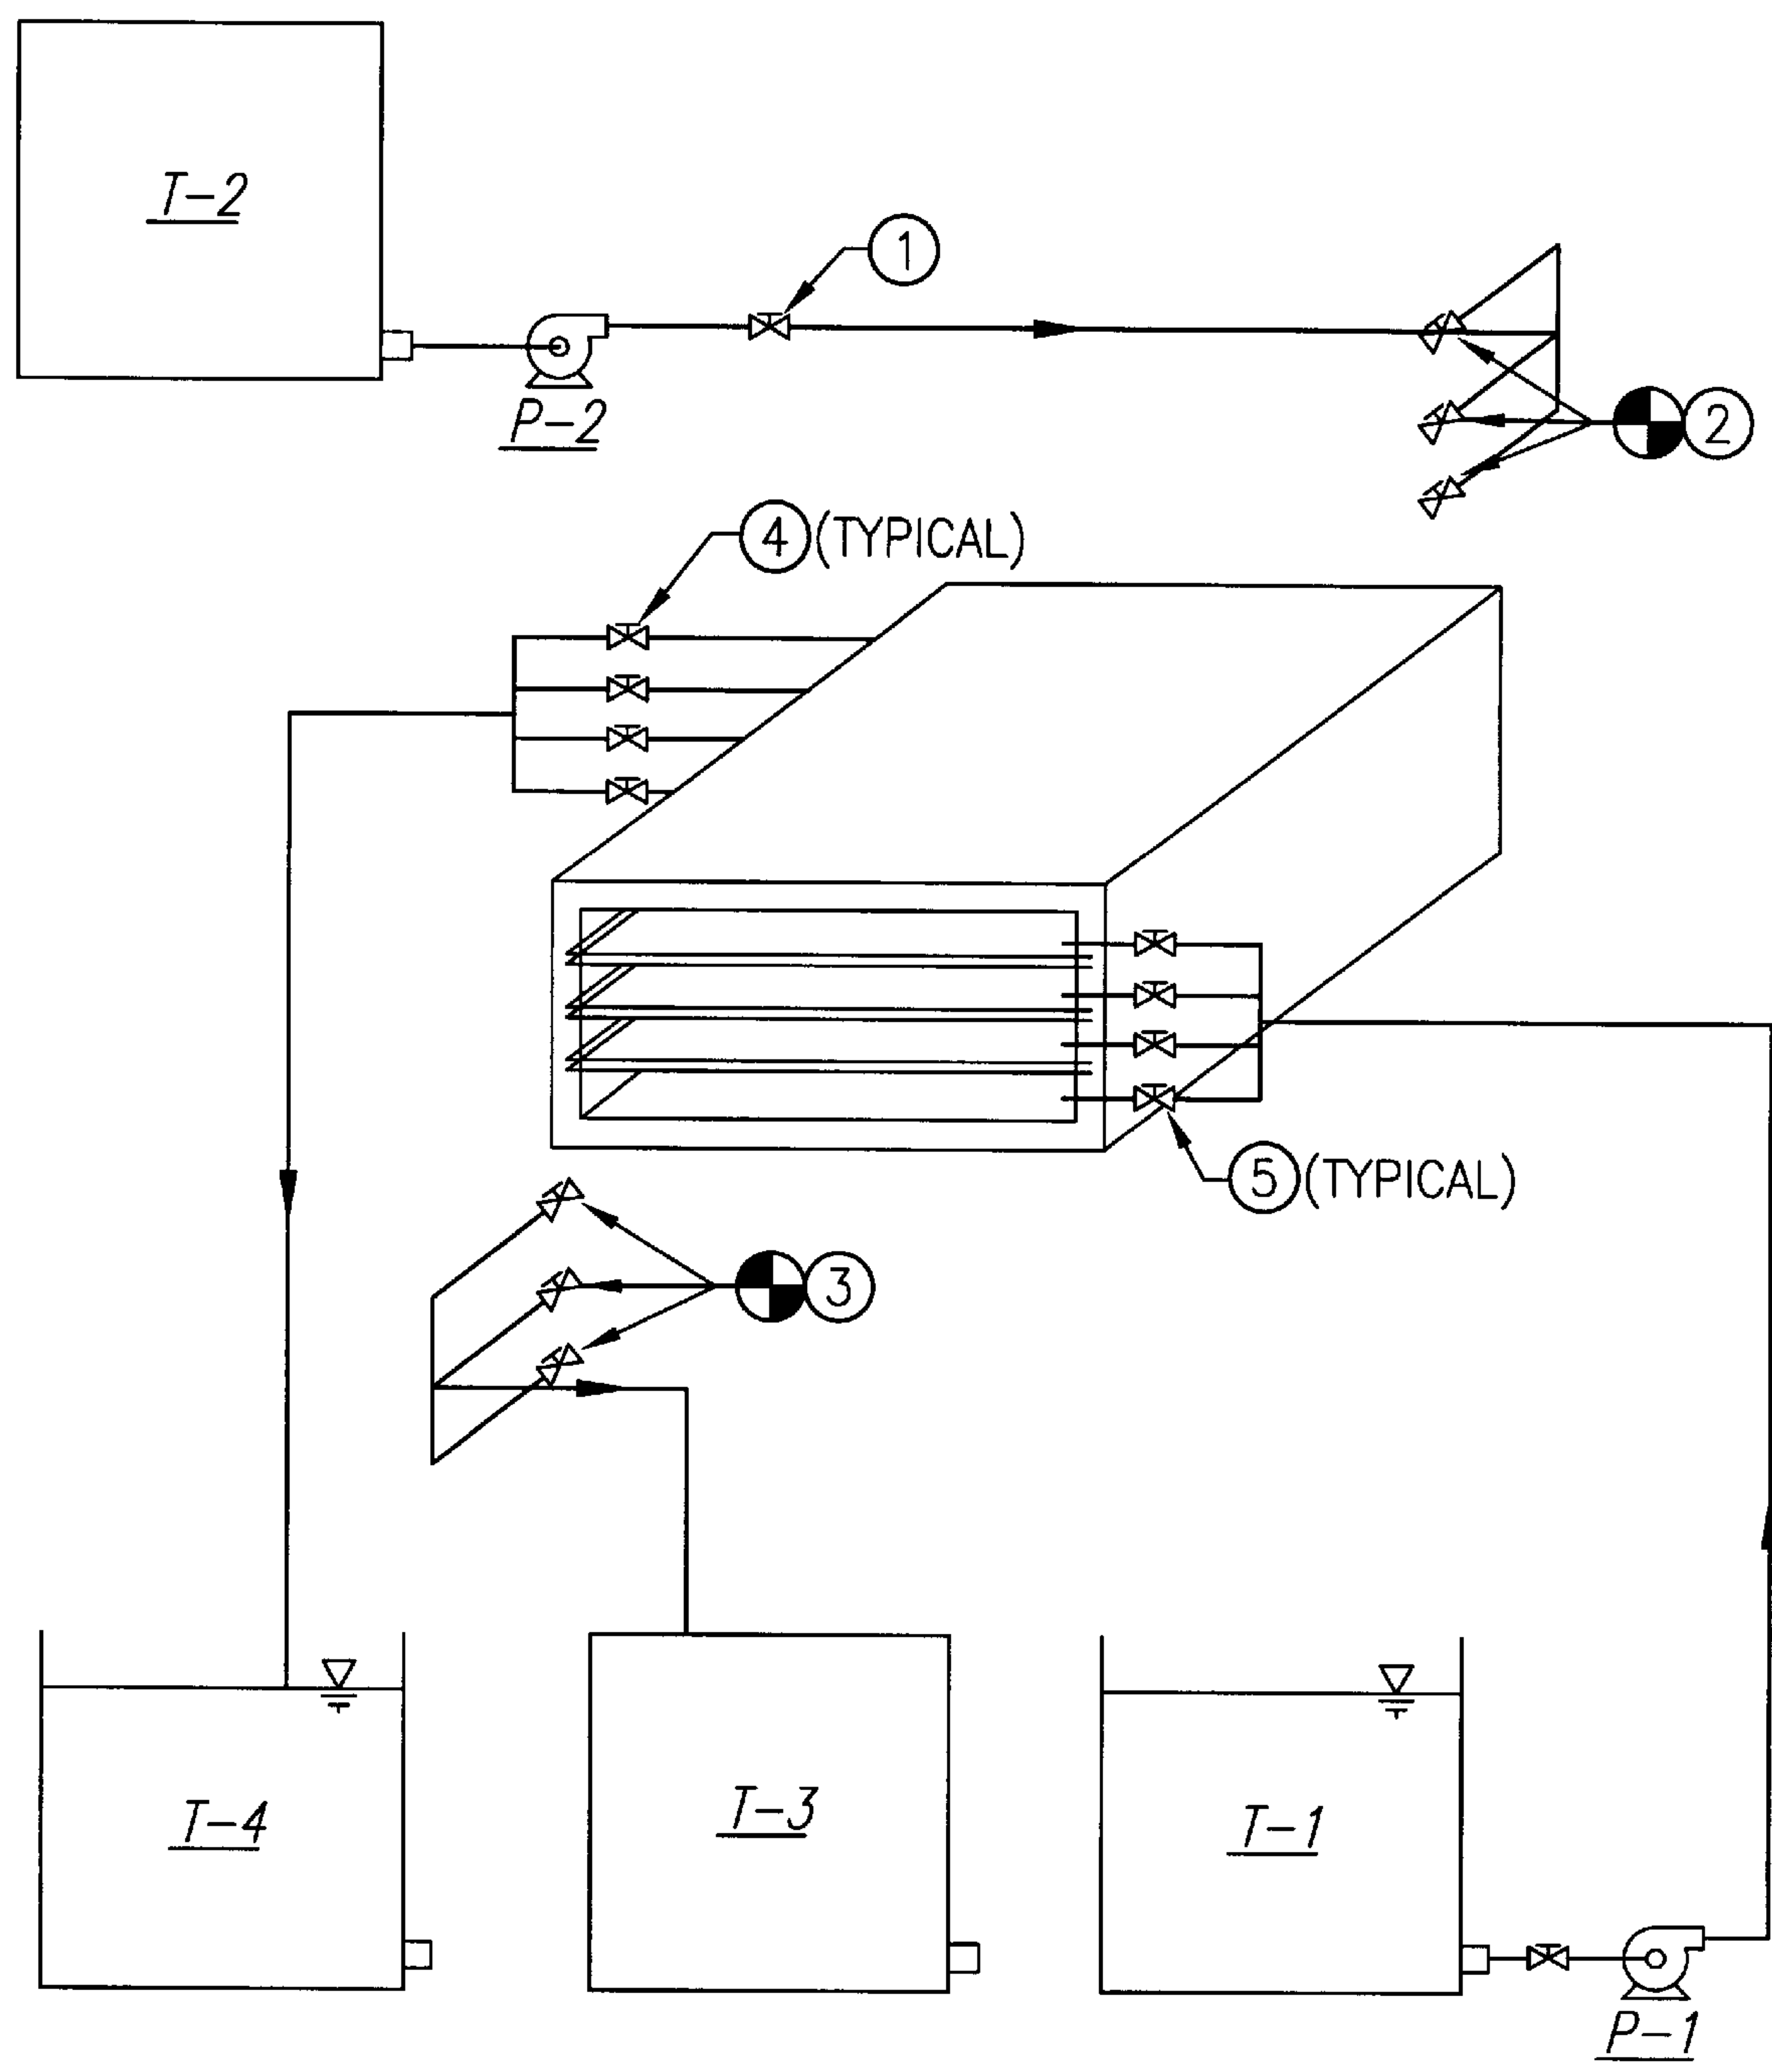 T-2
1
P-2
2
4 (TYPICAL)
5 (TYPICAL)
3
T-4
T-3
T-1
P-1